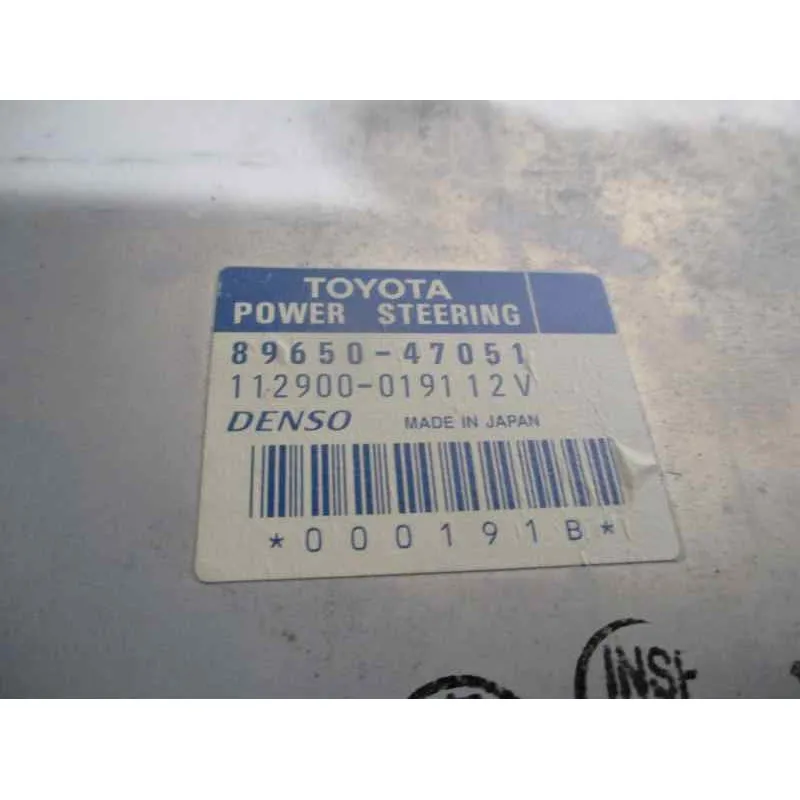 TOYOTA
POWER STEERING
89650-47051
112900-0191 12V
DENSO MADE IN JAPAN
*000191B*